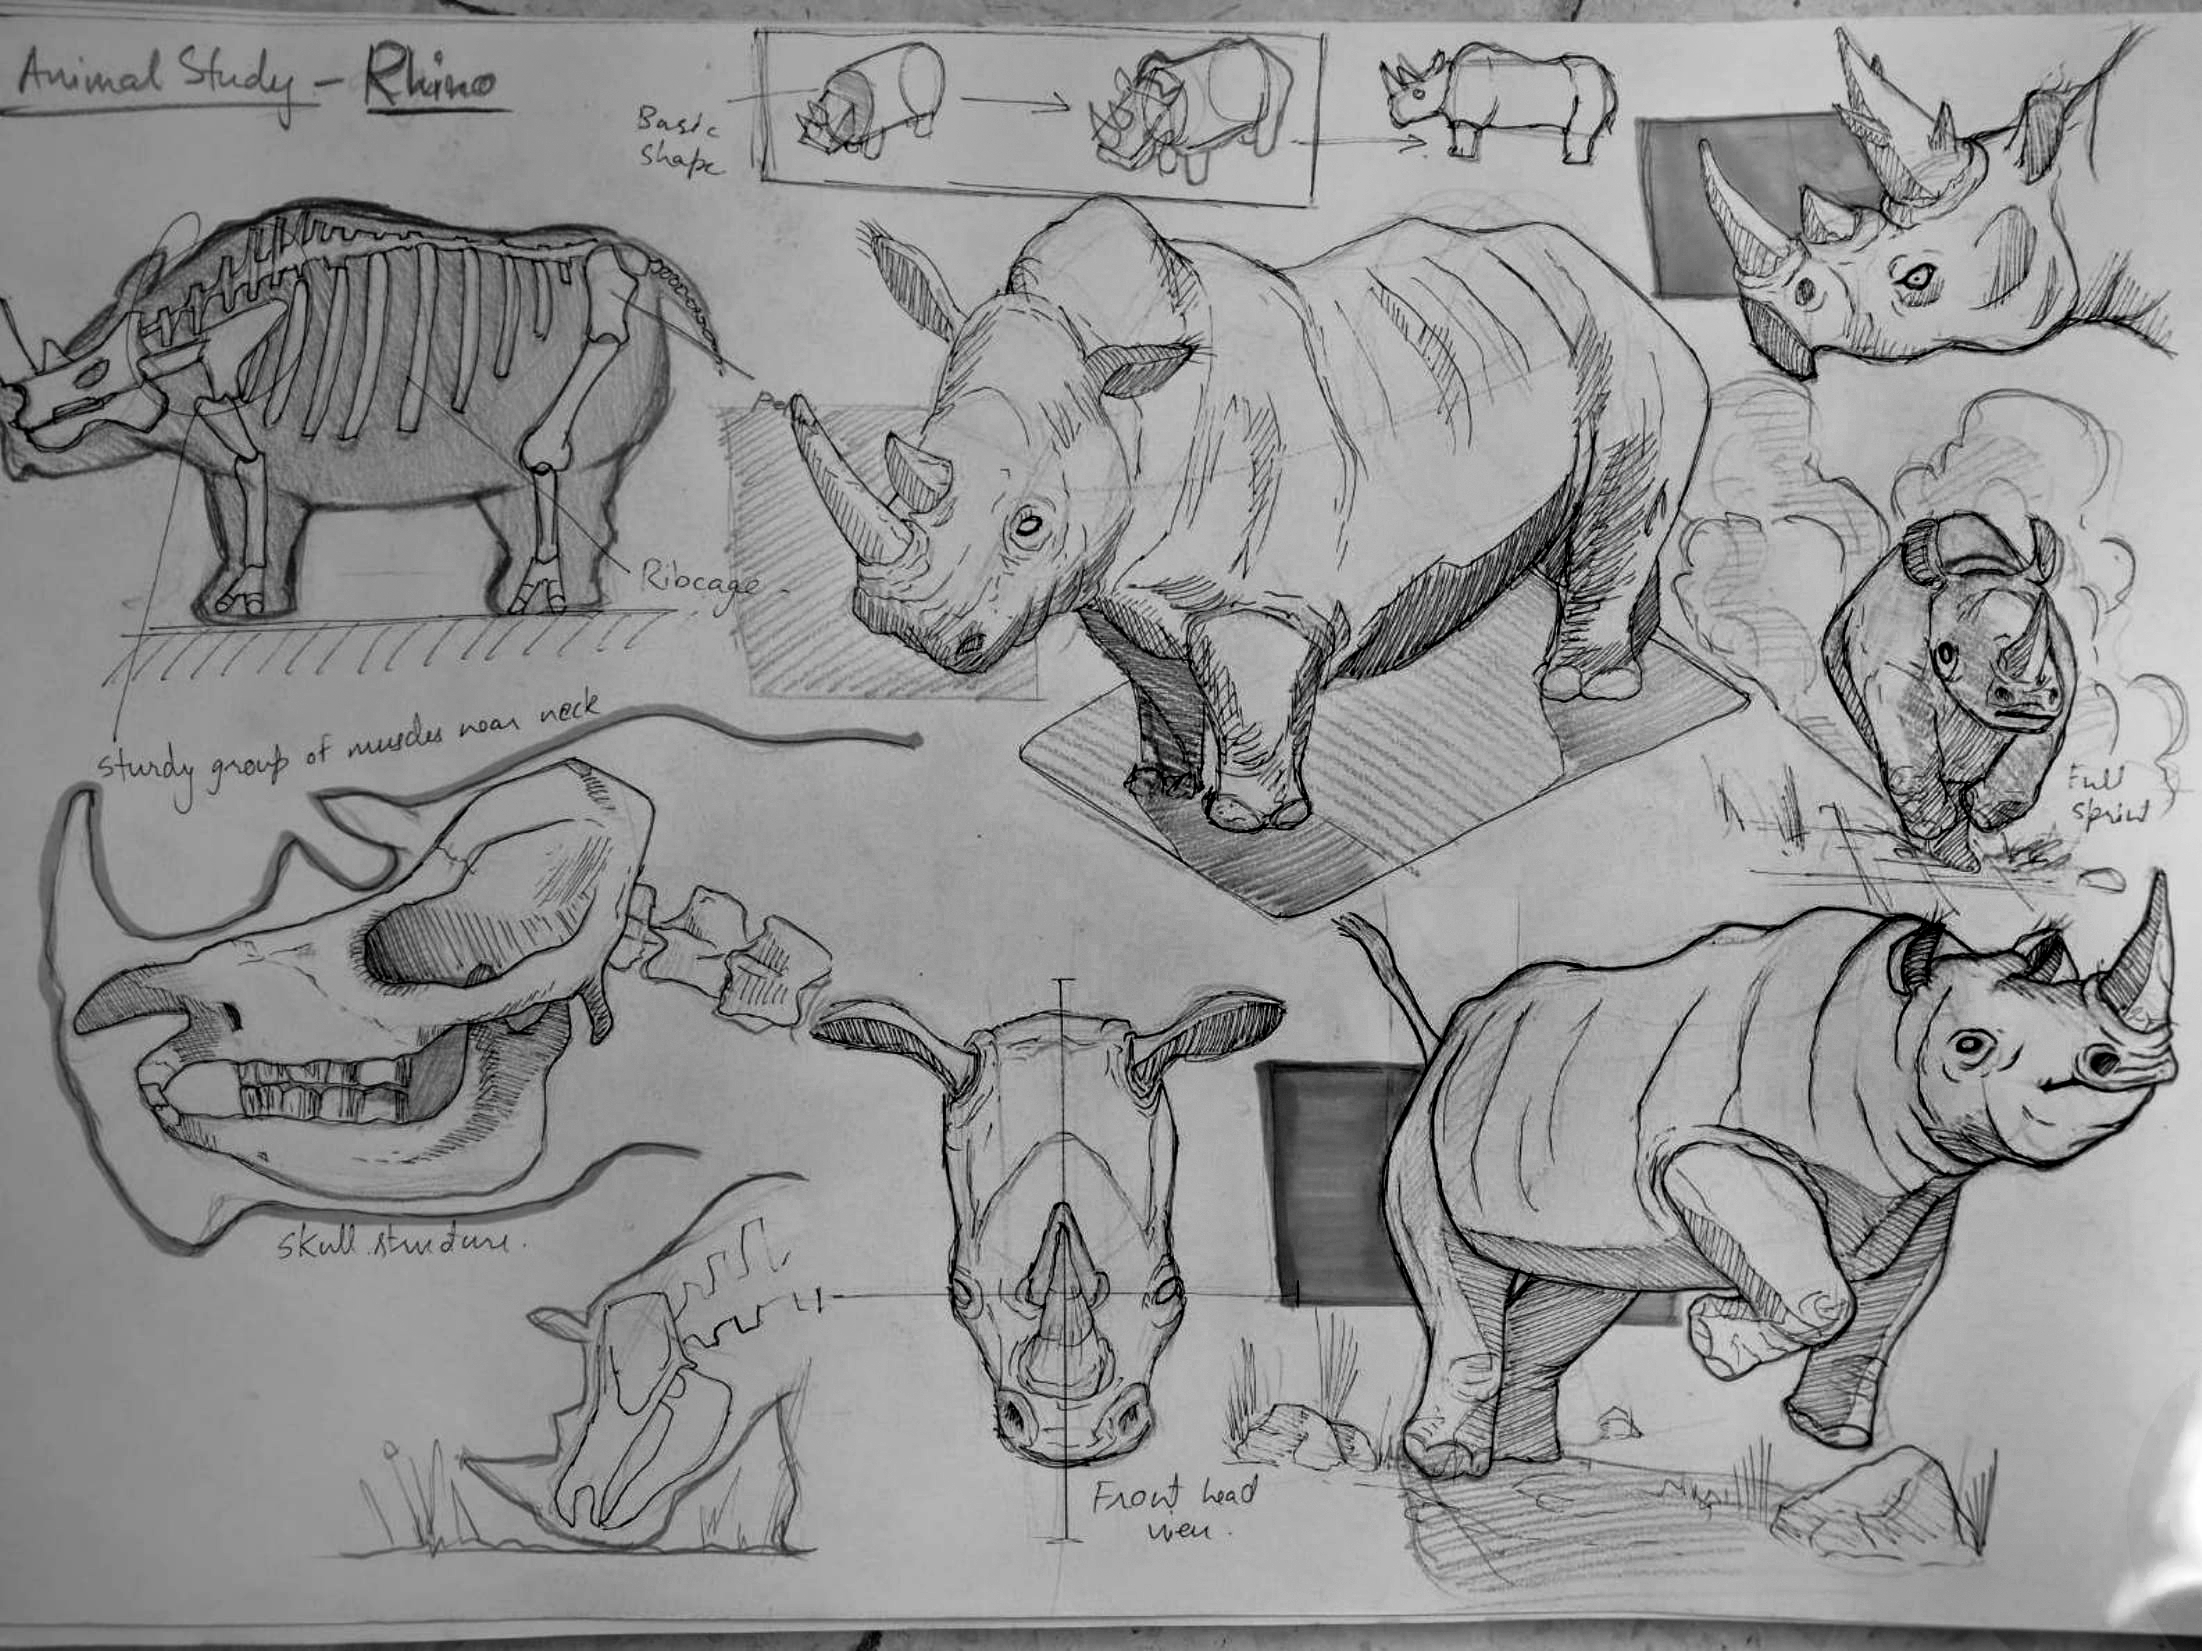 Animal Study - Rhino
Basic
Shape
Ribcage
Sturdy group of muscles near neck
Full
Sprint
Skull structure.
Front head
view.